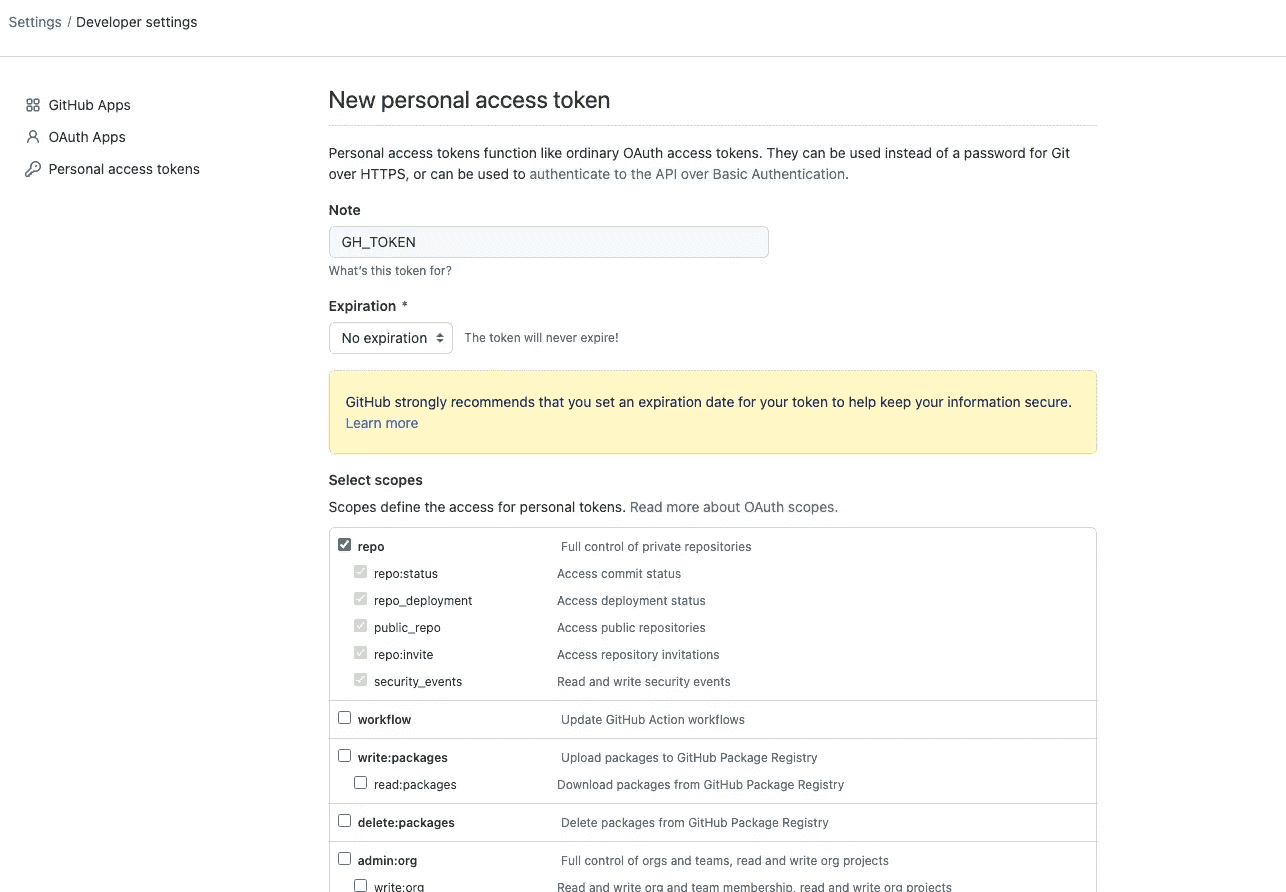 Settings / Developer settings
GitHub Apps
OAuth Apps
Personal access tokens
New personal access token
Personal access tokens function like ordinary OAuth access tokens. They can be used instead of a password for Git
over HTTPS, or can be used to authenticate to the API over Basic Authentication.
Note
GH_TOKEN
What's this token for?
Expiration *
No expiration The token will never expire!
GitHub strongly recommends that you set an expiration date for your token to help keep your information secure.
Learn more
Select scopes
Scopes define the access for personal tokens. Read more about OAuth scopes.
repo Full control of private repositories
repo:status Access commit status
repo_deployment Access deployment status
public_repo Access public repositories
repo:invite Access repository invitations
security_events Read and write security events
workflow Update GitHub Action workflows
write:packages Upload packages to GitHub Package Registry
read:packages Download packages from GitHub Package Registry
delete:packages Delete packages from GitHub Package Registry
admin:org Full control of orgs and teams, read and write org projects
write:org Read and write org and team membership, read and write org projects